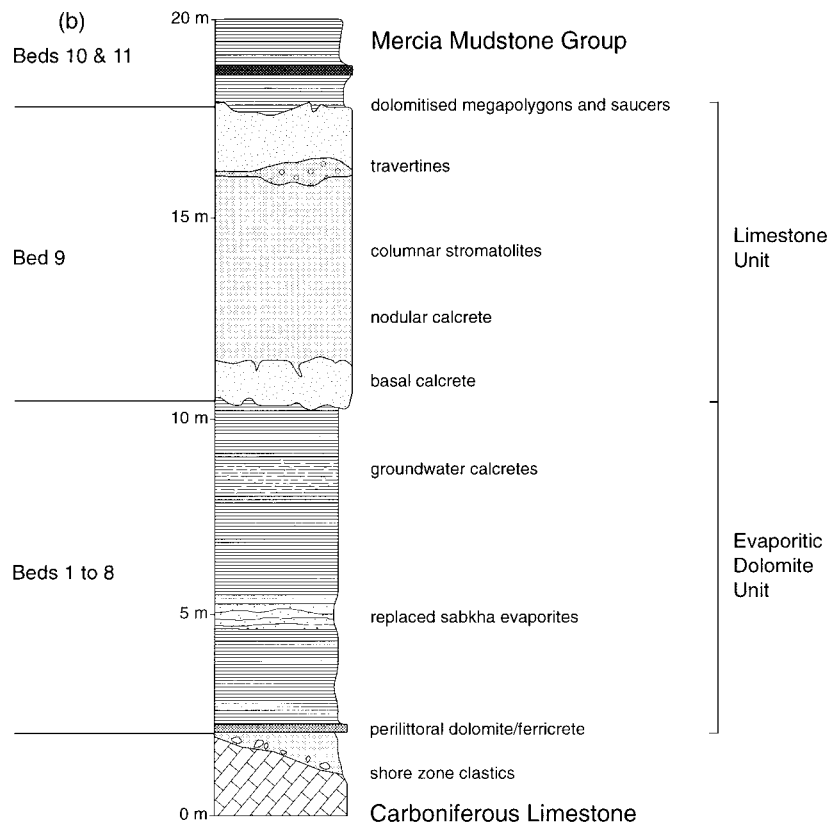 (b)
20 m
Mercia Mudstone Group
Beds 10 & 11
dolomitised megapolygons and saucers
travertines
15 m
columnar stromatolites
Limestone
Unit
Bed 9
nodular calcrete
basal calcrete
10 m
groundwater calcretes
Evaporitic
Dolomite
Unit
Beds 1 to 8
5 m
replaced sabkha evaporites
perilittoral dolomite/ferricrete
shore zone clastics
0 m
Carboniferous Limestone